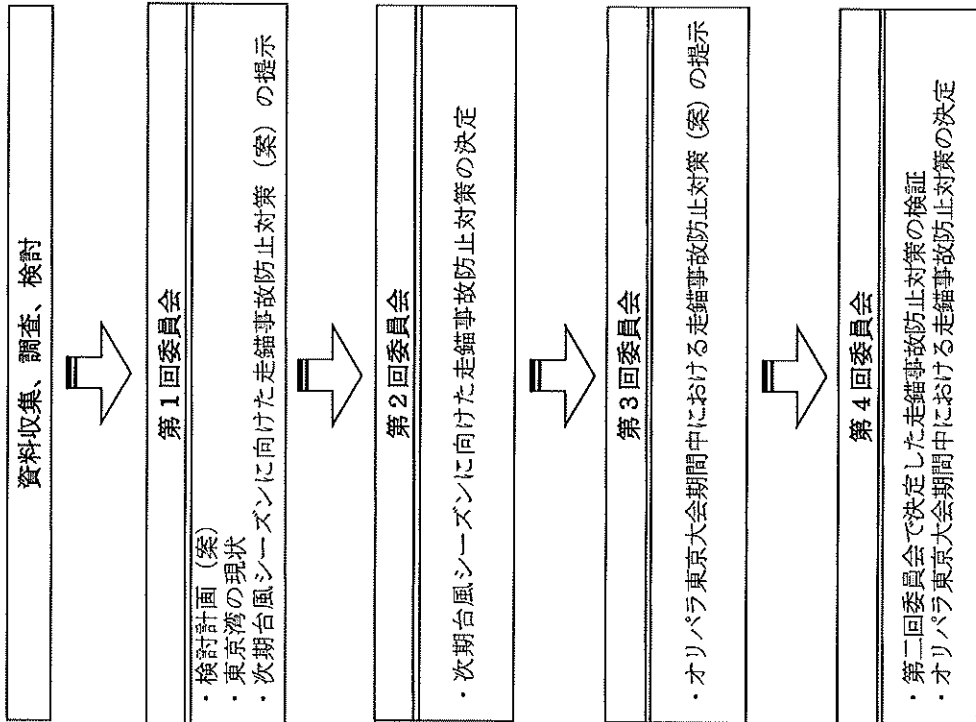 資料収集、調査、検討
第１回委員会
・検討計画（案）
・東京湾の現状
・次期台風シーズンに向けた走錨事故防止対策（案）の提示
第２回委員会
・次期台風シーズンに向けた走錨事故防止対策の決定
第３回委員会
・オリパラ東京大会期間中における走錨事故防止対策（案）の提示
第４回委員会
・第二回委員会で決定した走錨事故防止対策の検証
・オリパラ東京大会期間中における走錨事故防止対策の決定